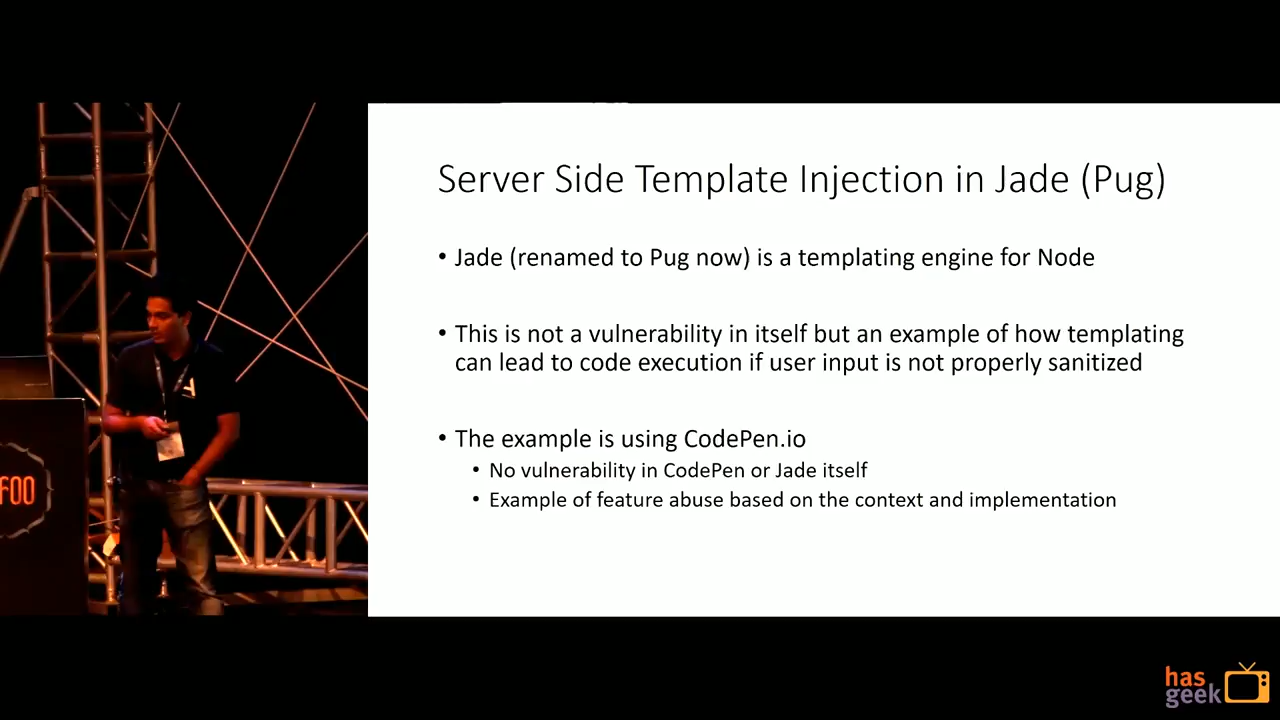 Server Side Template Injection in Jade (Pug)
• Jade (renamed to Pug now) is a templating engine for Node
• This is not a vulnerability in itself but an example of how templating
can lead to code execution if user input is not properly sanitized
• The example is using CodePen.io
• No vulnerability in CodePen or Jade itself
• Example of feature abuse based on the context and implementation
FOO
has
geek